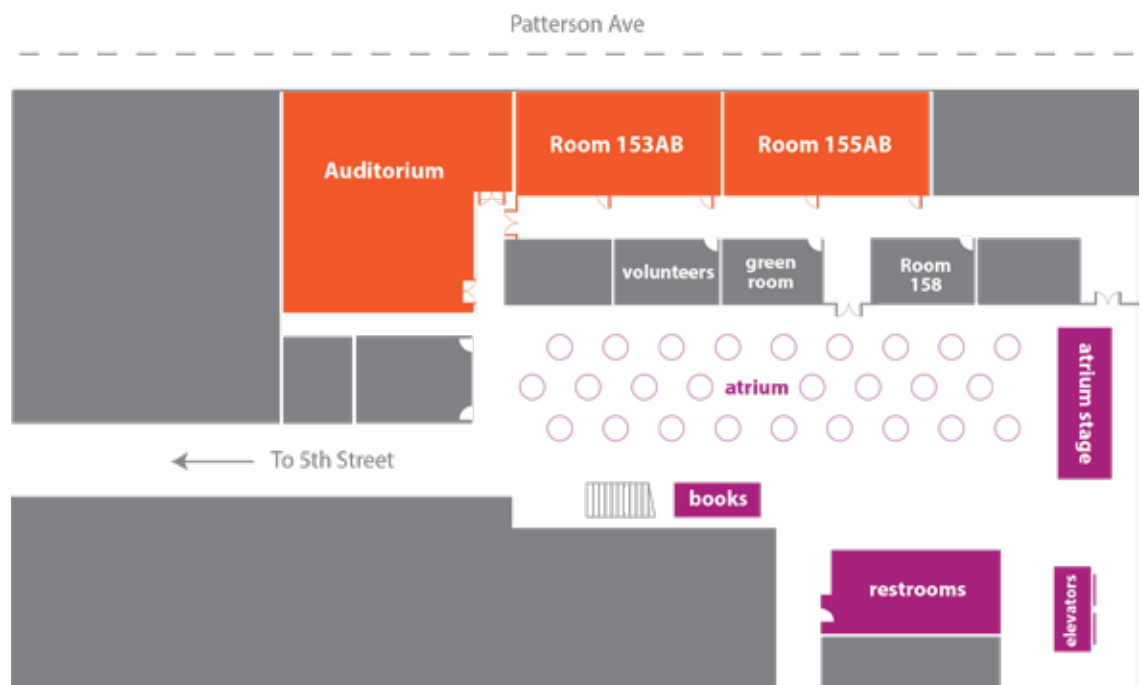 Patterson Ave
Auditorium
Room 153AB
Room 155AB
volunteers
green
room
Room
158
atrium
atrium stage
To 5th Street
books
restrooms
elevators